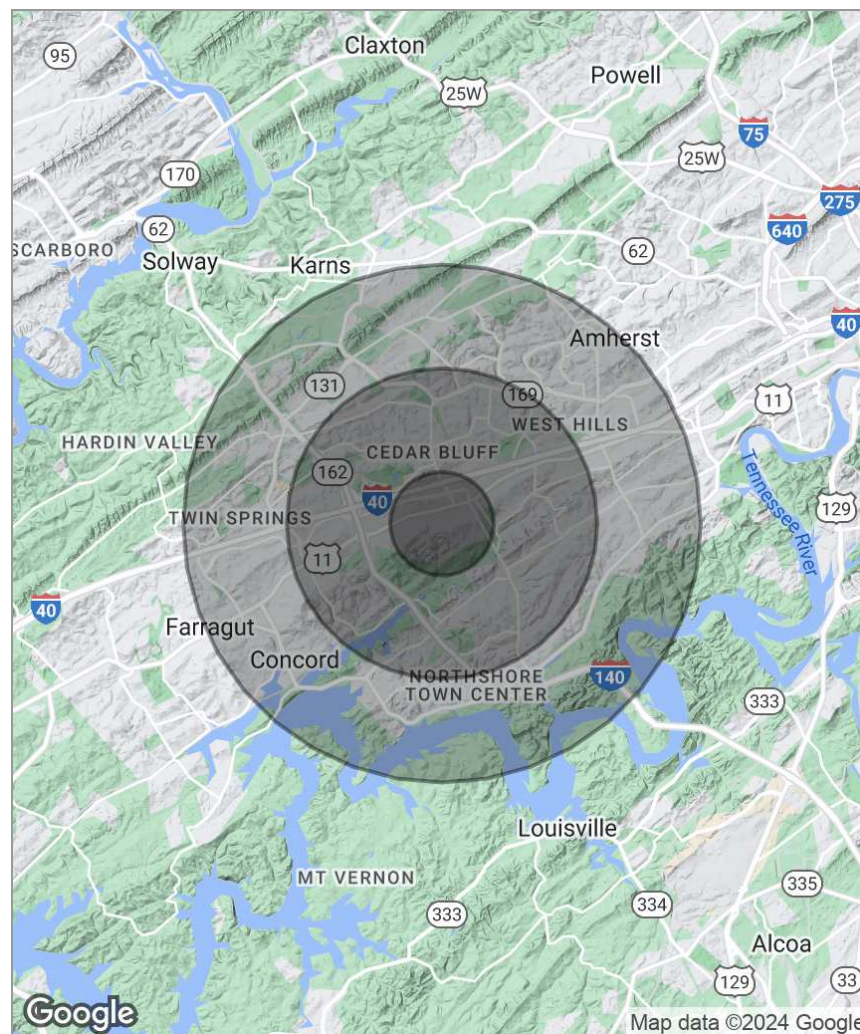 Claxton
95
25W
Powell
75
25W
170
275
640
62
SCARBORO
Solway
Karns
62
40
Amherst
131
169
11
WEST HILLS
HARDIN VALLEY
CEDAR BLUFF
162
40
Tennessee River
129
TWIN SPRINGS
11
40
Farragut
Concord
NORTHSHORE
TOWN CENTER
140
333
Louisville
MT VERNON
335
333
334
Alcoa
129
33
Google
Map data ©2024 Google